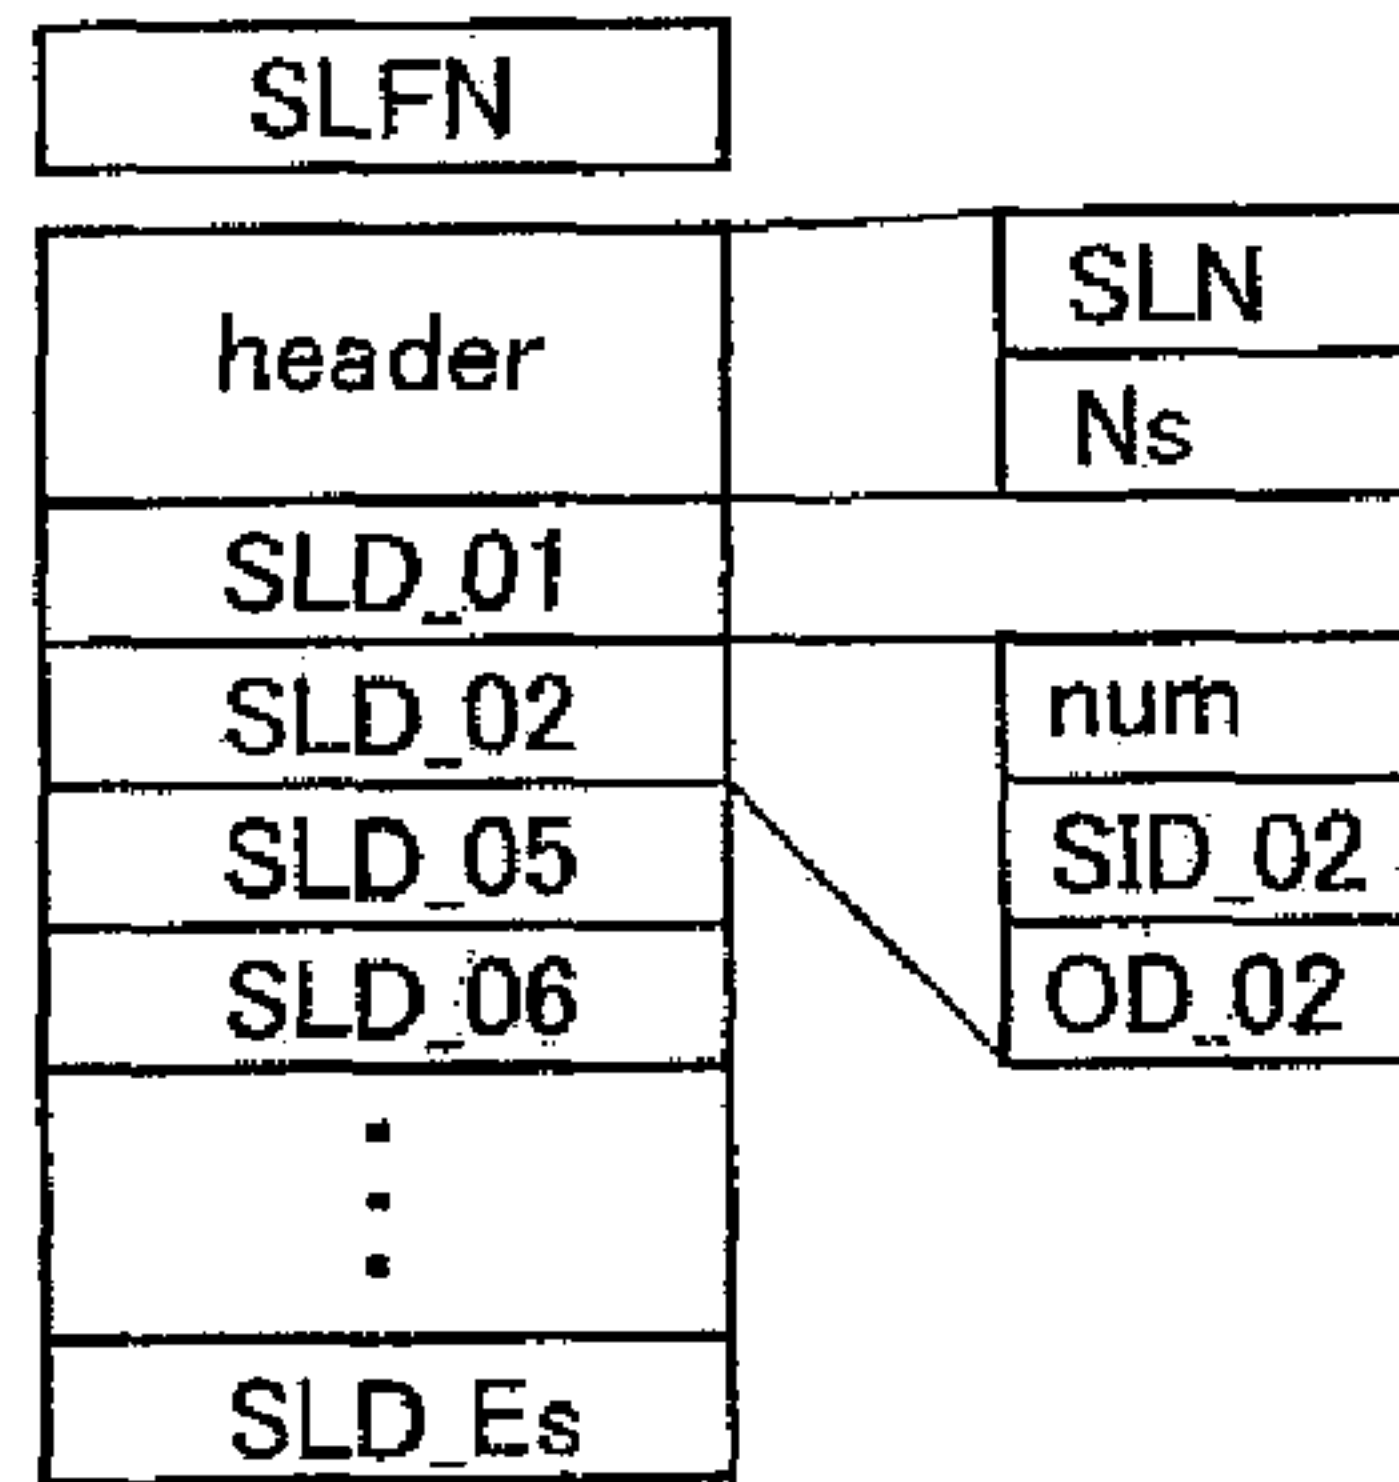 SLFN
header
SLN
Ns
SLD_01
SLD_02
num
SLD_05
SID_02
SLD_06
OD_02
SLD_Es